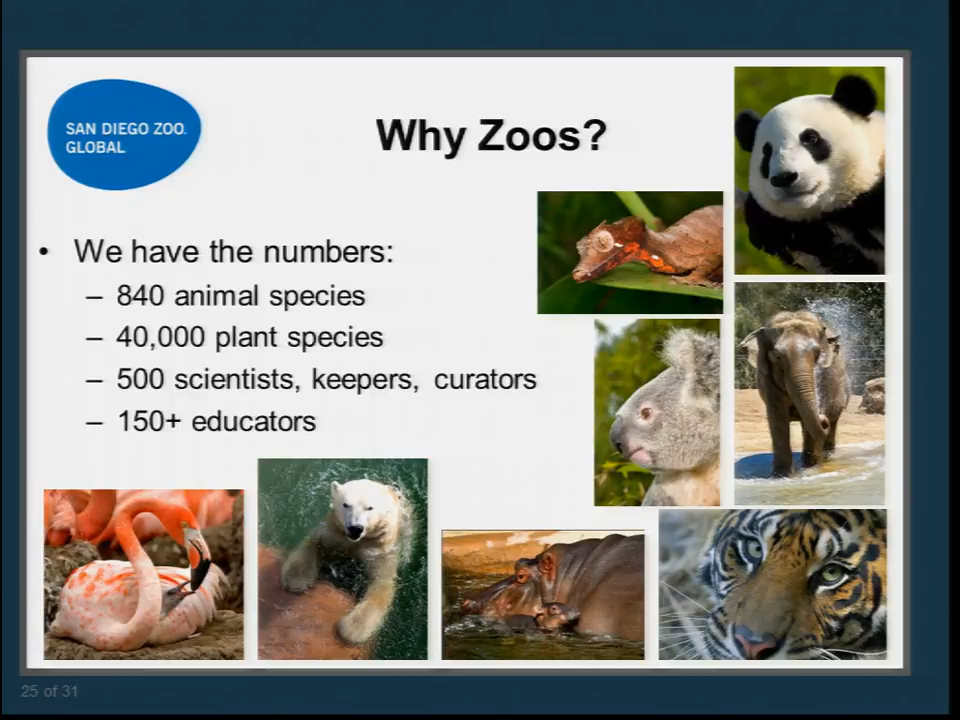 SAN DIEGO ZOO.
GLOBAL
Why Zoos?
• We have the numbers:
– 840 animal species
– 40,000 plant species
– 500 scientists, keepers, curators
– 150+ educators
25 of 31